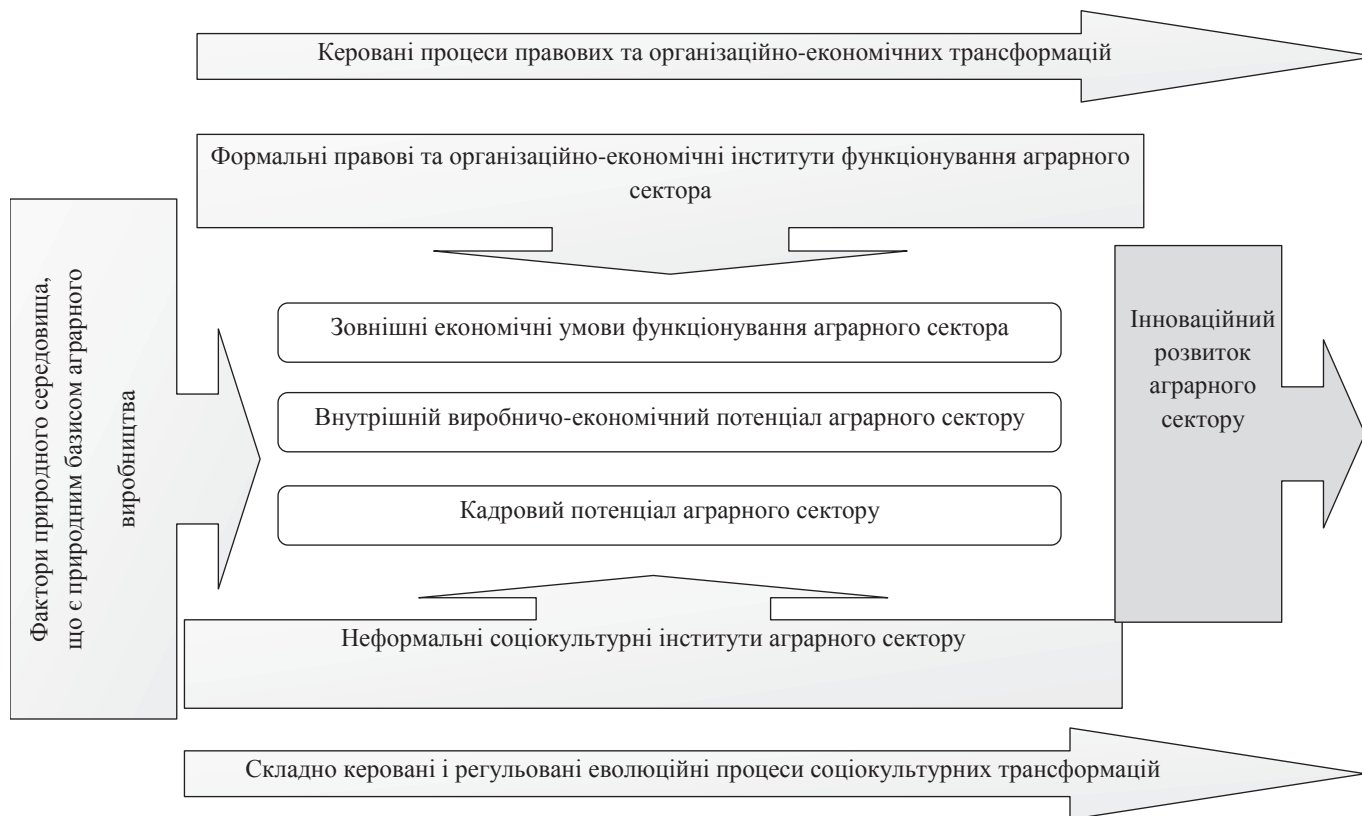 Керовані процеси правових та організаційно-економічних трансформацій
Формальні правові та організаційно-економічні інститути функціонування аграрного
сектора
Фактори природного середовища,
що є природним базисом аграрного
виробництва
Зовнішні економічні умови функціонування аграрного сектора
Внутрішній виробничо-економічний потенціал аграрного сектору
Кадровий потенціал аграрного сектору
Інноваційний
розвиток
аграрного
сектору
Неформальні соціокультурні інститути аграрного сектору
Складно керовані і регульовані еволюційні процеси соціокультурних трансформацій